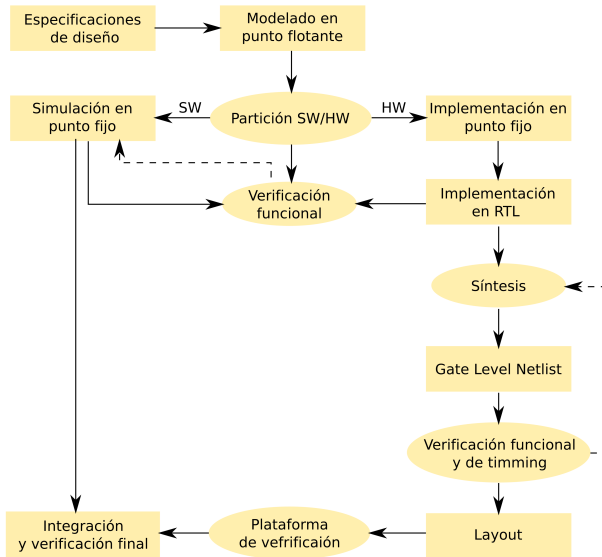 Especificaciones
de diseño
Modelado en
punto flotante
Simulación en
punto fijo
SW
Partición SW/HW
HW
Implementación en
punto fijo
Verificación
funcional
Implementación
en RTL
Síntesis
Gate Level Netlist
Verificación funcional
y de timming
Integración
y verificación final
Plataforma
de vefrificaión
Layout